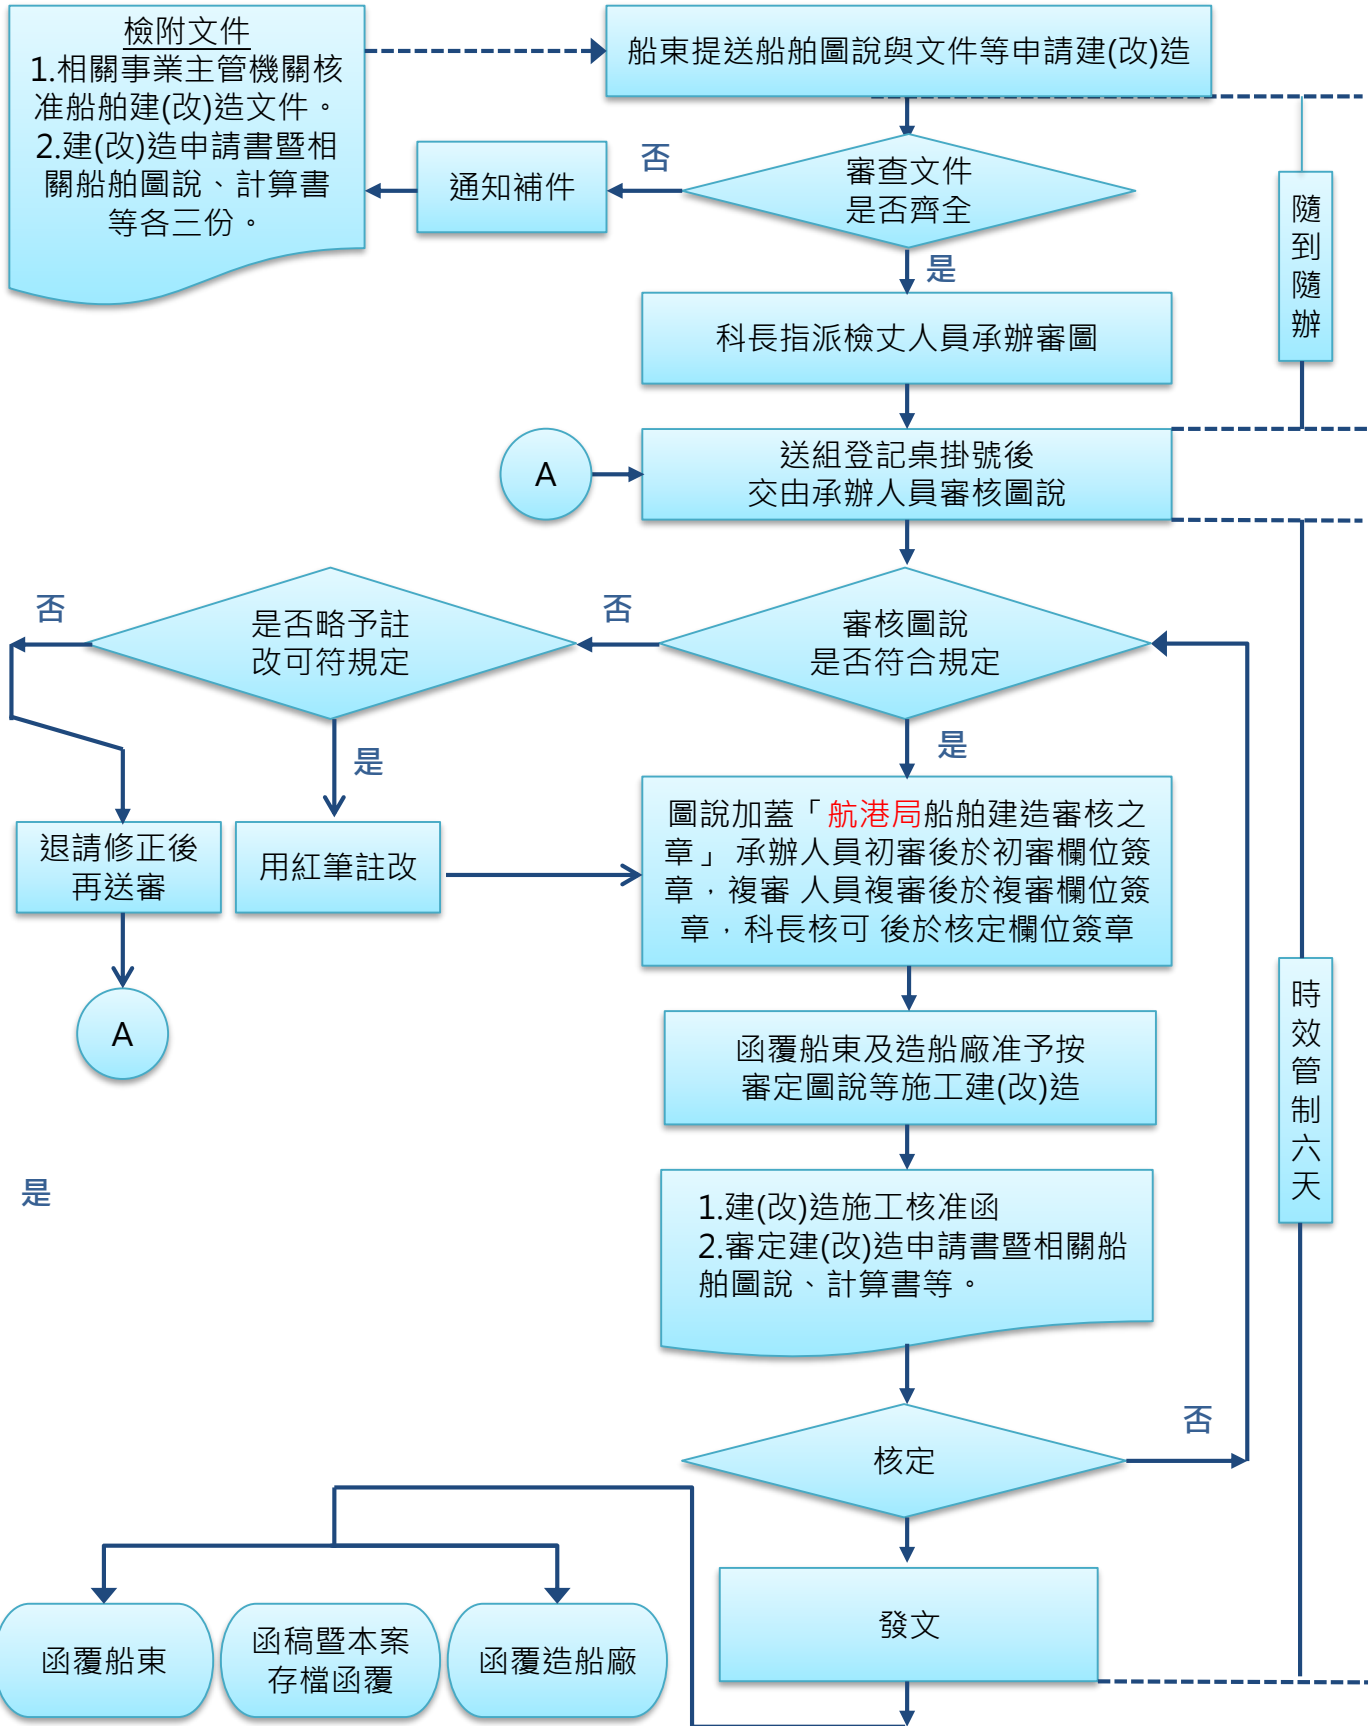 檢附文件
1.相關事業主管機關核
准船舶建(改)造文件。
2.建(改)造申請書暨相
關船舶圖說、計算書
等各三份。
船東提送船舶圖說與文件等申請建(改)造
通知補件
否
審查文件
是否齊全
是
隨到隨辦
科長指派檢丈人員承辦審圖
A
送組登記桌掛號後
交由承辦人員審核圖說
否
是否略予註
改可符規定
否
審核圖說
是否符合規定
是
是
退請修正後
再送審
用紅筆註改
圖說加蓋「航港局船舶建造審核之
章」 承辦人員初審後於初審欄位簽
章，複審 人員複審後於複審欄位簽
章，科長核可 後於核定欄位簽章
A
函覆船東及造船廠准予按
審定圖說等施工建(改)造
時效管制六天
是
1.建(改)造施工核准函
2.審定建(改)造申請書暨相關船
舶圖說、計算書等。
核定
否
發文
函覆船東
函稿暨本案
存檔函覆
函覆造船廠